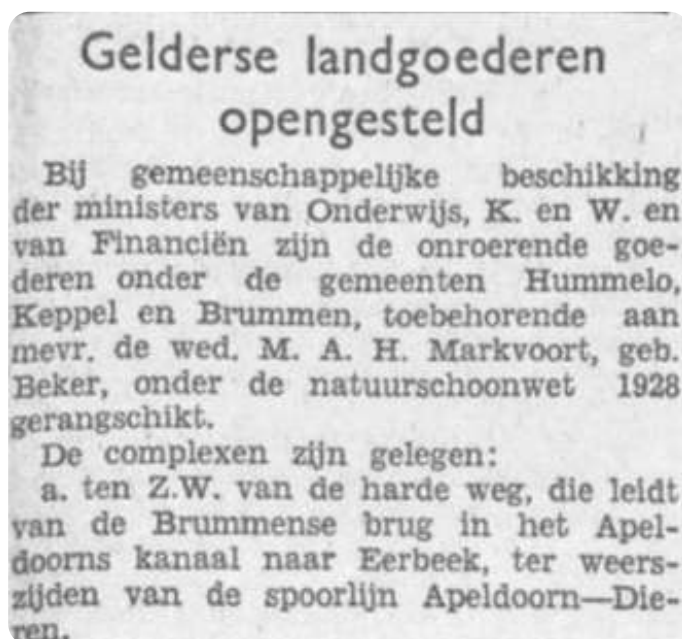 Gelderse landgoederen
opengesteld
Bij gemeenschappelijke beschikking
der ministers van Onderwijs, K. en W. en
van Financiën zijn de onroerende goe-
deren onder de gemeenten Hummelo,
Keppel en Brummen, toebehorende aan
mevr. de wed. M. A. H. Markvoort, geb.
Beker, onder de natuurschoonwet 1928
gerangschikt.
De complexen zijn gelegen:
a. ten Z.W. van de harde weg, die leidt
van de Brummense brug in het Apel-
doorns kanaal naar Eerbeek, ter weers-
zijden van de spoorlijn Apeldoorn—Die-
ren.